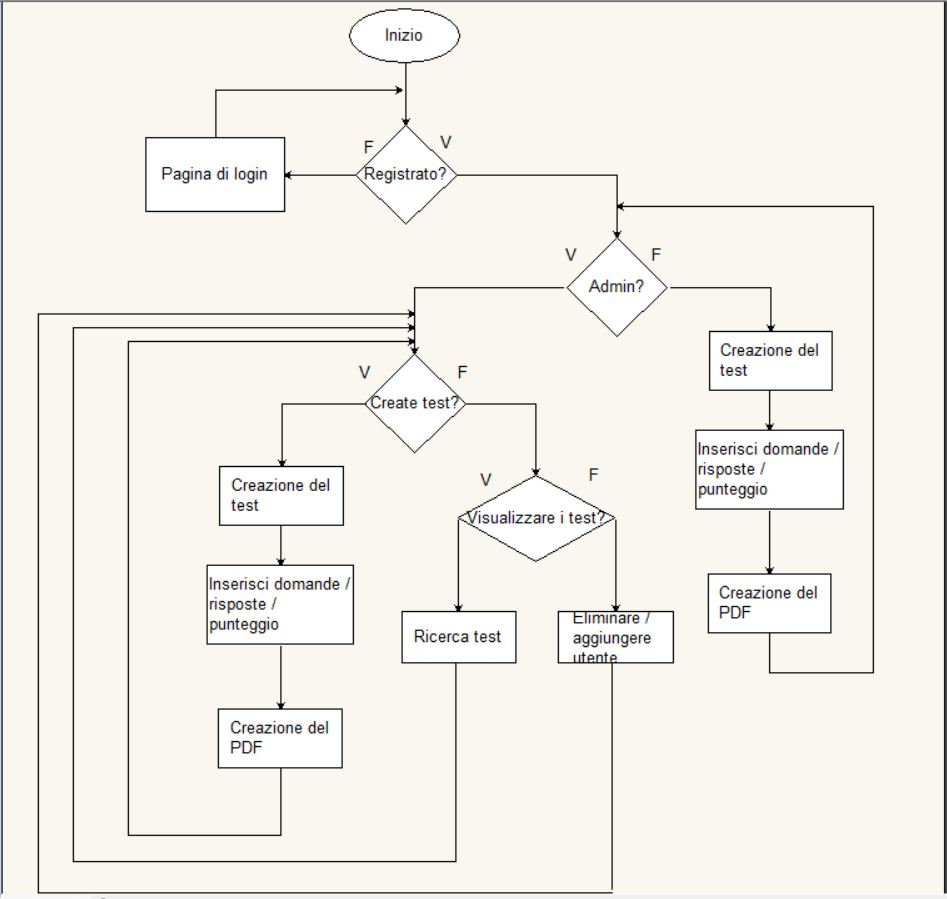 Inizio
F
V
Pagina di login
Registrato?
V
F
Admin?
Creazione del
test
V
F
Create test?
Inserisci domande /
risposte /
punteggio
Creazione del
test
V
F
Visualizzare i test?
Inserisci domande /
risposte /
punteggio
Creazione del
PDF
Ricerca test
Eliminare /
aggiungere
utente
Creazione del
PDF